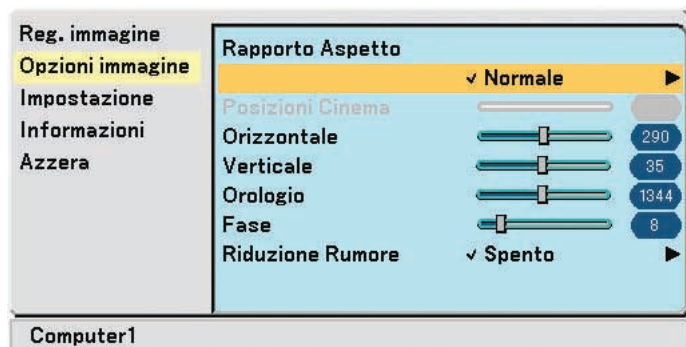 Reg. immagine
Opzioni immagine
Impostazione
Informazioni
Azzera
Rapporto Aspetto
✓ Normale
Posizioni Cinema
Orizzontale 290
Verticale 35
Orologio 1344
Fase 8
Riduzione Rumore ✓ Spento
Computer1